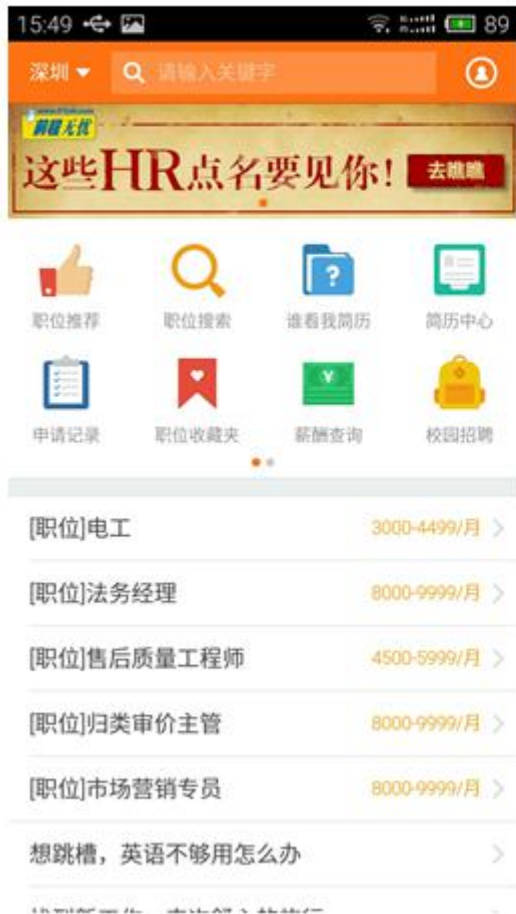 15:49 89
深圳 请输入关键字
前程无忧
这些HR点名要见你! 去瞧瞧
职位推荐 职位搜索 谁看我简历 简历中心
申请记录 职位收藏夹 薪酬查询 校园招聘
[职位]电工 3000-4499/月
[职位]法务经理 8000-9999/月
[职位]售后质量工程师 4500-5999/月
[职位]归类审价主管 8000-9999/月
[职位]市场营销专员 8000-9999/月
想跳槽，英语不够用怎么办